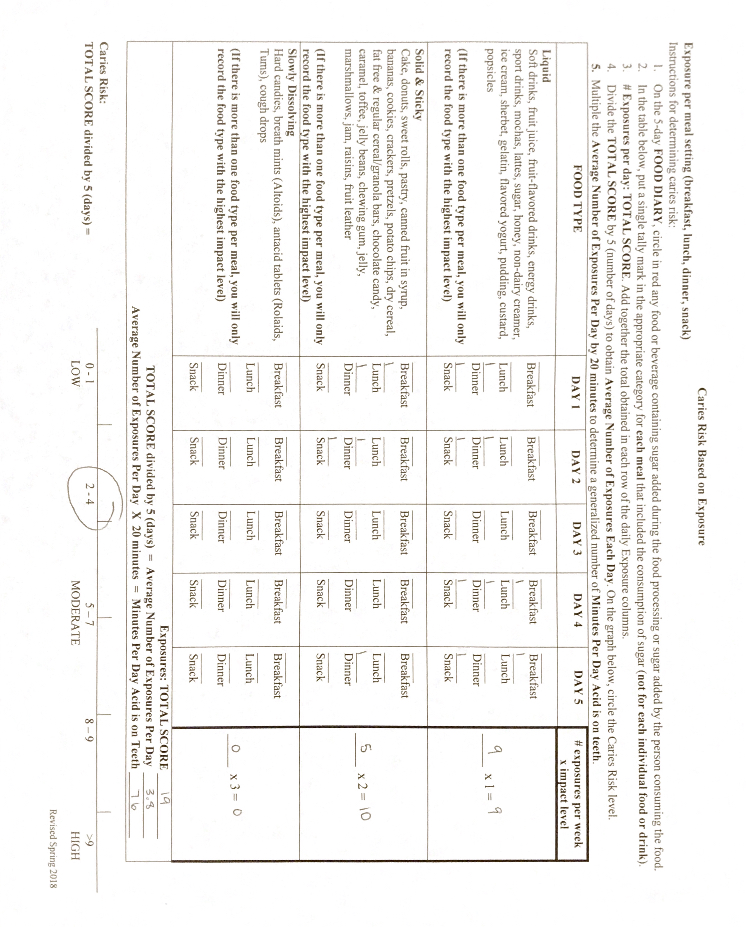 Caries Risk Based on Exposure
Exposure per meal setting (breakfast, lunch, dinner, snack)
Instructions for determining caries risk:
1. On the 5-day FOOD DIARY, circle in red any food or beverage containing sugar added during the food processing or sugar added by the person consuming the food.
2. In the table below, put a single tally mark in the appropriate category for each meal that included the consumption of sugar (not for each individual food or drink).
3. # Exposures per day: TOTAL SCORE. Add together the total obtained in each row of the daily Exposure columns.
4. Divide the TOTAL SCORE by 5 (number of days) to obtain Average Number of Exposures Each Day. On the graph below, circle the Caries Risk level.
5. Multiple the Average Number of Exposures Per Day by 20 minutes to determine a generalized number of Minutes Per Day Acid is on teeth.
FOOD TYPE DAY 1 DAY 2 DAY 3 DAY 4 DAY 5 # exposures per week
x impact level
Liquid
Soft drinks, fruit juice, fruit-flavored drinks, energy drinks,
sport drinks, mochas, lattes, sugar, honey, non-dairy creamer,
ice cream, sherbet, gelatin, flavored yogurt, pudding, custard,
popsicles
(If there is more than one food type per meal, you will only
record the food type with the highest impact level)
Breakfast Breakfast Breakfast Breakfast Breakfast
Lunch Lunch Lunch Lunch Lunch
Dinner Dinner Dinner Dinner Dinner
Snack Snack Snack Snack Snack
9 x 1 = 9
Solid & Sticky
Cake, donuts, sweet rolls, pastry, canned fruit in syrup,
bananas, cookies, crackers, pretzels, potato chips, dry cereal,
fat free & regular cereal/granola bars, chocolate candy,
caramel, toffee, jelly beans, chewing gum, jelly,
marshmallows, jam, raisins, fruit leather
(If there is more than one food type per meal, you will only
record the food type with the highest impact level)
Breakfast Breakfast Breakfast Breakfast Breakfast
Lunch Lunch Lunch Lunch Lunch
Dinner Dinner Dinner Dinner Dinner
Snack Snack Snack Snack Snack
5 x 2 = 10
Slowly Dissolving
Hard candies, breath mints (Altoids), antacid tablets (Rolaids,
Tums), cough drops
(If there is more than one food type per meal, you will only
record the food type with the highest impact level)
Breakfast Breakfast Breakfast Breakfast Breakfast
Lunch Lunch Lunch Lunch Lunch
Dinner Dinner Dinner Dinner Dinner
Snack Snack Snack Snack Snack
0 x 3 = 0
Exposures: TOTAL SCORE 19
TOTAL SCORE divided by 5 (days) = Average Number of Exposures Per Day 3.8
Average Number of Exposures Per Day X 20 minutes = Minutes Per Day Acid is on Teeth 76
Caries Risk:
TOTAL SCORE divided by 5 (days) =
0 - 1 2 - 4 5 - 7 8 - 9 >9
LOW MODERATE HIGH
Revised Spring 2018